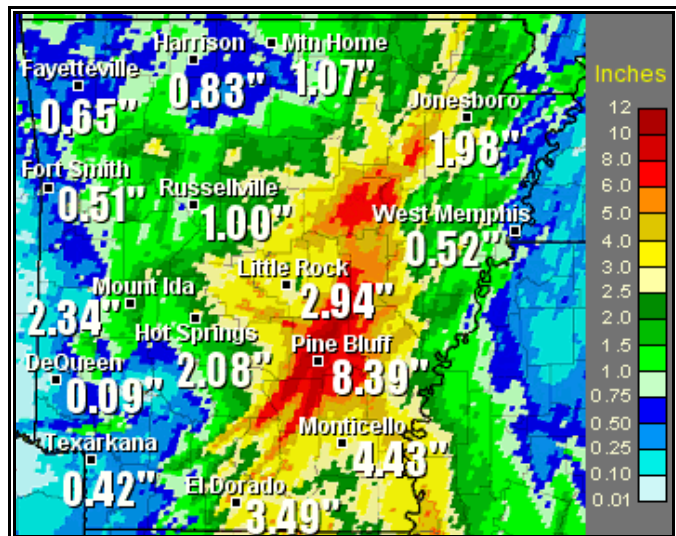 Harrison
Mtn Home
Fayetteville
0.83”
1.07”
Inches
0.65”
Jonesboro
12
10
1.98”
8.0
Fort Smith
6.0
0.51”
Russellville
1.00”
West Memphis
5.0
0.52”
4.0
Little Rock
3.0
Mount Ida
2.94”
2.5
2.34”
Hot Springs
2.0
Pine Bluff
1.5
DeQueen
2.08”
8.39”
1.0
0.09”
0.75
Monticello
0.50
Texarkana
4.43”
0.25
0.42”
El Dorado
0.10
3.49”
0.01